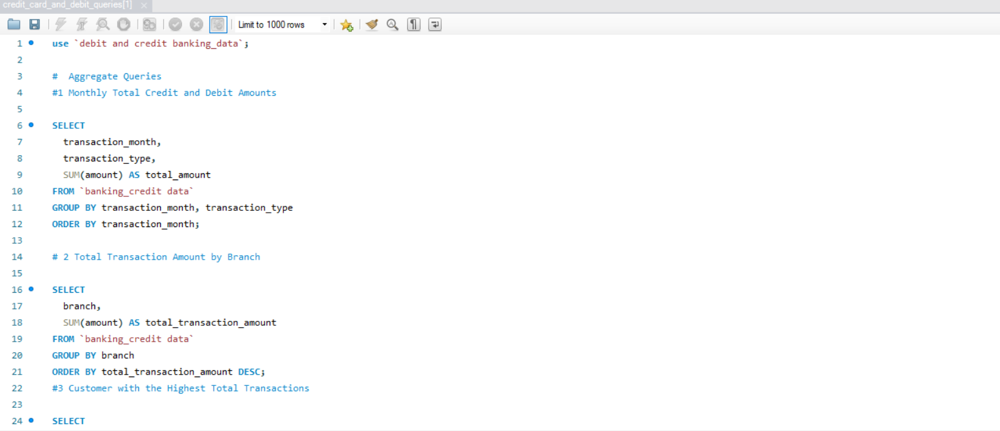 credit_card_and_debit_queries[1] ×
Limit to 1000 rows
1 use `debit and credit banking_data`;
2
3 #  Aggregate Queries
4 #1 Monthly Total Credit and Debit Amounts
5
6 SELECT
7   transaction_month,
8   transaction_type,
9   SUM(amount) AS total_amount
10 FROM `banking_credit data`
11 GROUP BY transaction_month, transaction_type
12 ORDER BY transaction_month;
13
14 # 2 Total Transaction Amount by Branch
15
16 SELECT
17   branch,
18   SUM(amount) AS total_transaction_amount
19 FROM `banking_credit data`
20 GROUP BY branch
21 ORDER BY total_transaction_amount DESC;
22 #3 Customer with the Highest Total Transactions
23
24 SELECT